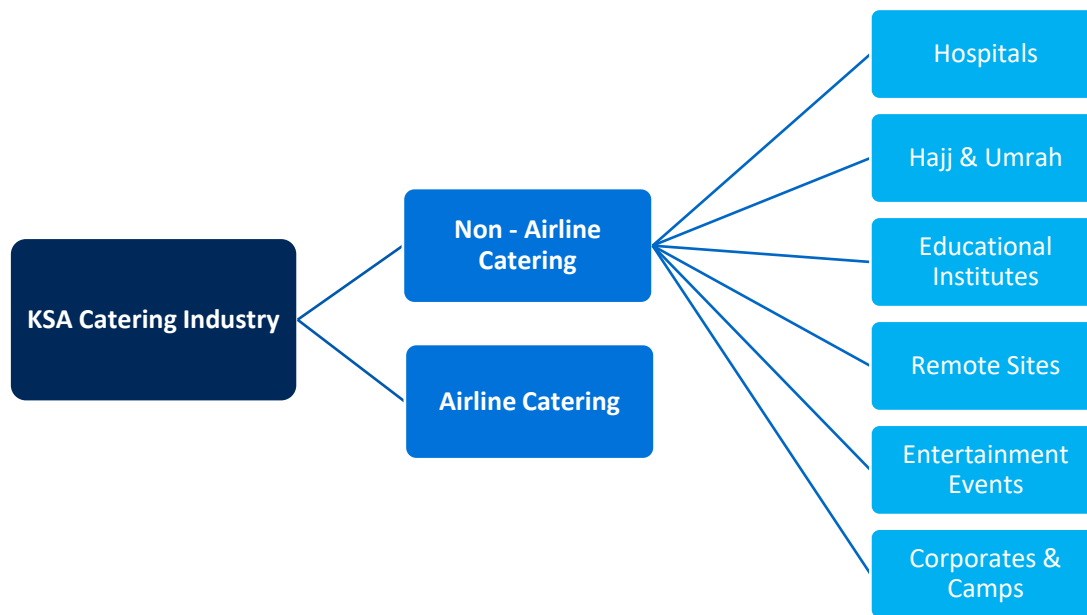 KSA Catering Industry
Non - Airline
Catering
Airline Catering
Hospitals
Hajj & Umrah
Educational
Institutes
Remote Sites
Entertainment
Events
Corporates &
Camps